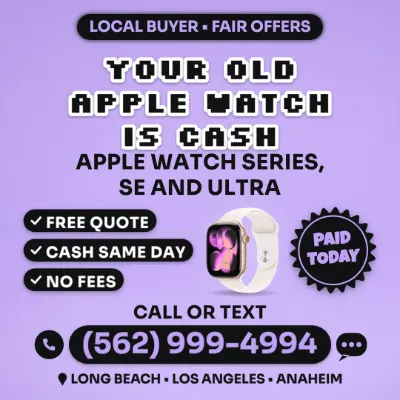 LOCAL BUYER • FAIR OFFERS
YOUR OLD
APPLE WATCH
IS CASH
APPLE WATCH SERIES,
SE AND ULTRA
FREE QUOTE
CASH SAME DAY
NO FEES
PAID
TODAY
CALL OR TEXT
(562) 999-4994
LONG BEACH • LOS ANGELES • ANAHEIM